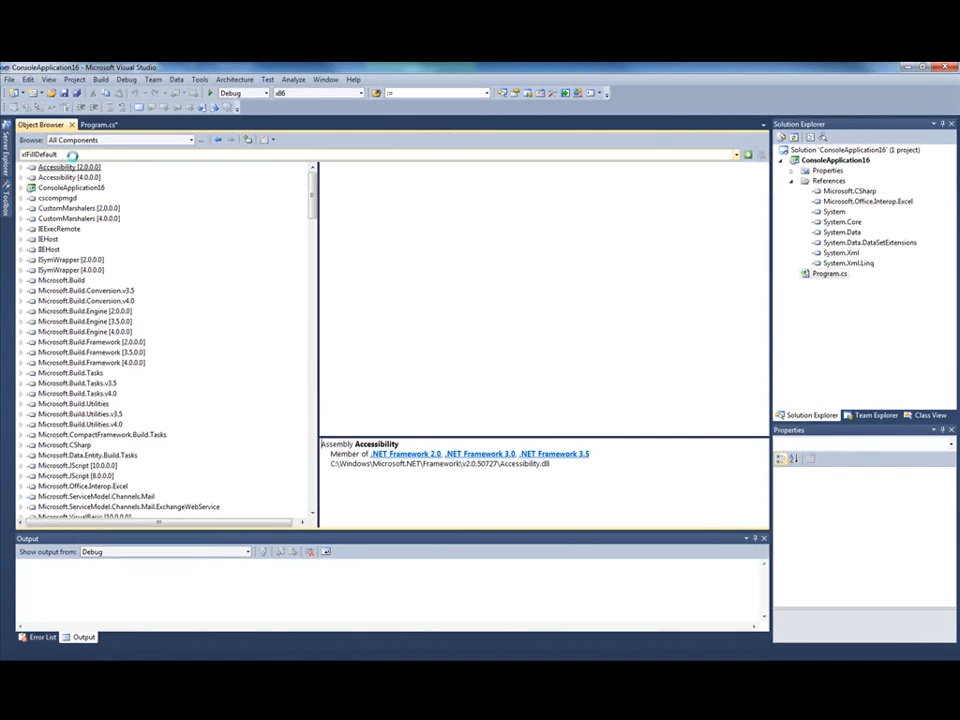 ConsoleApplication16 - Microsoft Visual Studio
File Edit View Project Build Debug Team Data Tools Architecture Test Analyze Window Help
Debug x86 :=
Object Browser Program.cs*
Browse: All Components ...
xlFillDefault
Accessibility [2.0.0.0]
Accessibility [4.0.0.0]
ConsoleApplication16
cscompmgd
CustomMarshalers [2.0.0.0]
CustomMarshalers [4.0.0.0]
IEExecRemote
IEHost
IIEHost
ISymWrapper [2.0.0.0]
ISymWrapper [4.0.0.0]
Microsoft.Build
Microsoft.Build.Conversion.v3.5
Microsoft.Build.Conversion.v4.0
Microsoft.Build.Engine [2.0.0.0]
Microsoft.Build.Engine [3.5.0.0]
Microsoft.Build.Engine [4.0.0.0]
Microsoft.Build.Framework [2.0.0.0]
Microsoft.Build.Framework [3.5.0.0]
Microsoft.Build.Framework [4.0.0.0]
Microsoft.Build.Tasks
Microsoft.Build.Tasks.v3.5
Microsoft.Build.Tasks.v4.0
Microsoft.Build.Utilities
Microsoft.Build.Utilities.v3.5
Microsoft.Build.Utilities.v4.0
Microsoft.CompactFramework.Build.Tasks
Microsoft.CSharp
Microsoft.Data.Entity.Build.Tasks
Microsoft.JScript [10.0.0.0]
Microsoft.JScript [8.0.0.0]
Microsoft.Office.Interop.Excel
Microsoft.ServiceModel.Channels.Mail
Microsoft.ServiceModel.Channels.Mail.ExchangeWebService
Microsoft.VisualBasic [10.0.0.0]
Assembly Accessibility
Member of .NET Framework 2.0, .NET Framework 3.0, .NET Framework 3.5
C:\Windows\Microsoft.NET\Framework\v2.0.50727\Accessibility.dll
Output
Show output from: Debug
Error List Output
Server Explorer
Toolbox
Solution Explorer
Solution 'ConsoleApplication16' (1 project)
ConsoleApplication16
Properties
References
Microsoft.CSharp
Microsoft.Office.Interop.Excel
System
System.Core
System.Data
System.Data.DataSetExtensions
System.Xml
System.Xml.Linq
Program.cs
Solution Explorer Team Explorer Class View
Properties